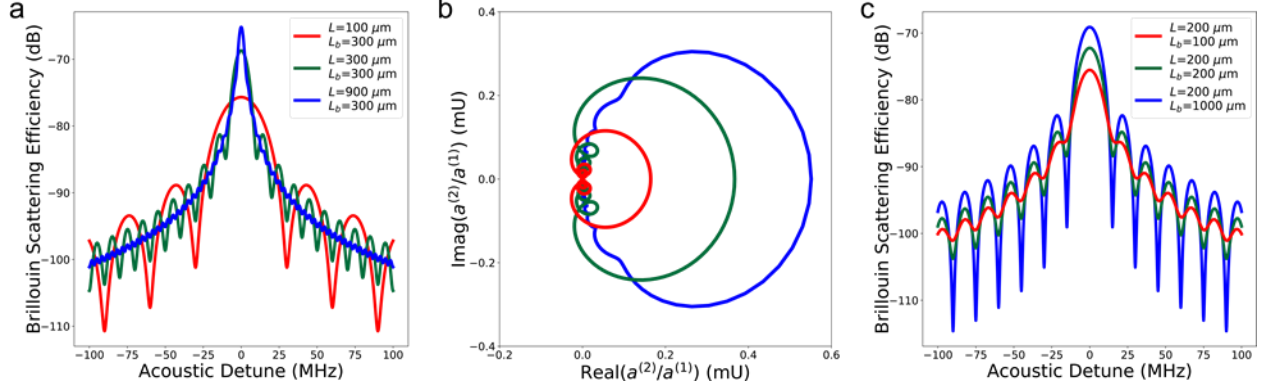 a
Brillouin Scattering Efficiency (dB)
−70
−80
−90
−100
−110
−100 −75 −50 −25 0 25 50 75 100
Acoustic Detune (MHz)
L=100 μm
L_b=300 μm
L=300 μm
L_b=300 μm
L=900 μm
L_b=300 μm
b
Imag(a^(2)/a^(1)) (mU)
0.4
0.2
0.0
−0.2
−0.4
−0.2 0.0 0.2 0.4 0.6
Real(a^(2)/a^(1)) (mU)
c
Brillouin Scattering Efficiency (dB)
−70
−80
−90
−100
−110
−100 −75 −50 −25 0 25 50 75 100
Acoustic Detune (MHz)
L=200 μm
L_b=100 μm
L=200 μm
L_b=200 μm
L=200 μm
L_b=1000 μm